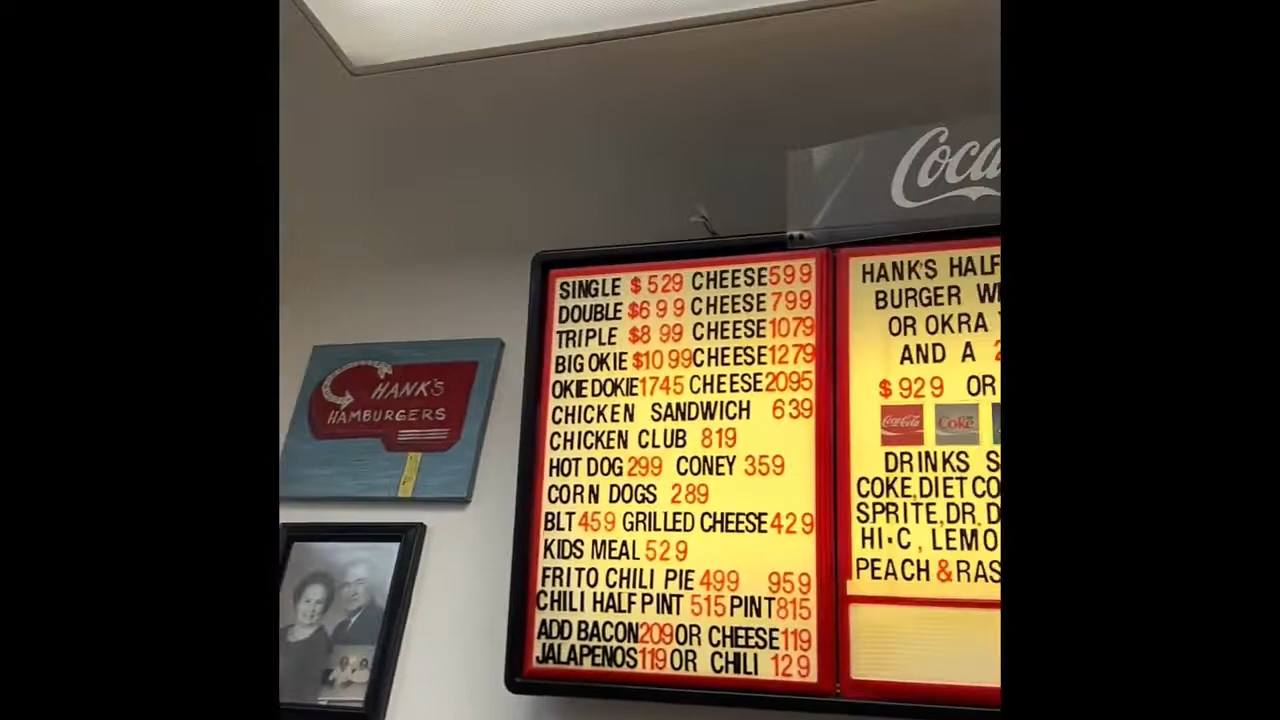 Coca
HANK'S
HAMBURGERS
SINGLE $529 CHEESE 599
DOUBLE $699 CHEESE 799
TRIPLE $899 CHEESE 1079
BIG OKIE $1099 CHEESE 1279
OKIE DOKIE 1745 CHEESE 2095
CHICKEN SANDWICH 639
CHICKEN CLUB 819
HOT DOG 299 CONEY 359
CORN DOGS 289
BLT 459 GRILLED CHEESE 429
KIDS MEAL 529
FRITO CHILI PIE 499 959
CHILI HALF PINT 515 PINT 815
ADD BACON 209 OR CHEESE 119
JALAPENOS 119 OR CHILI 129
HANK'S HALF
BURGER
OR OKRA
AND A
$929 OR
Coca-Cola
Coke
DRINKS S
COKE, DIET CO
SPRITE, DR. D
HI-C, LEMO
PEACH & RAS